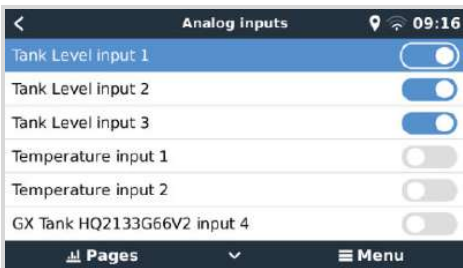 Analog inputs 09:16
Tank Level input 1
Tank Level input 2
Tank Level input 3
Temperature input 1
Temperature input 2
GX Tank HQ2133G66V2 input 4
Pages Menu